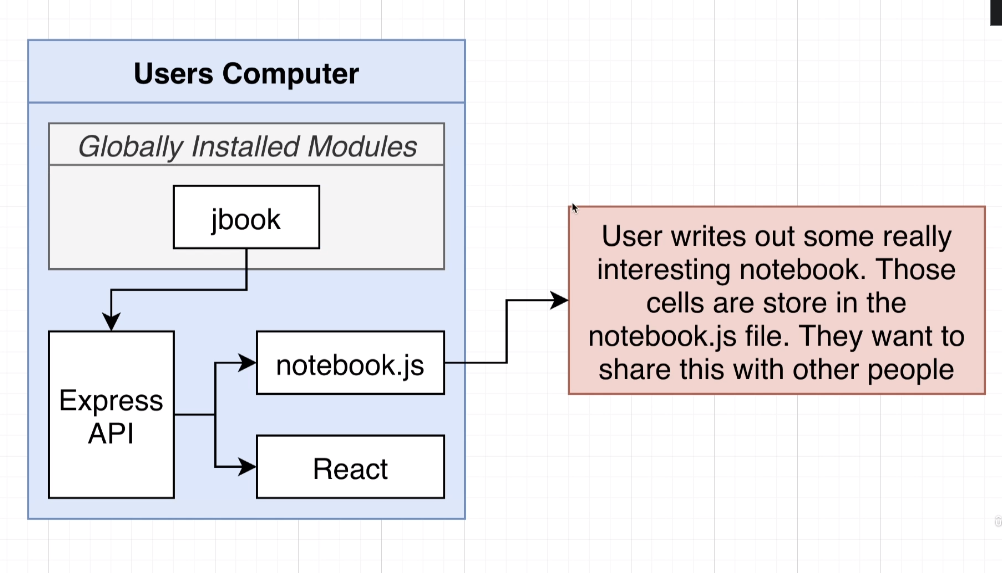 Users Computer
Globally Installed Modules
jbook
Express
API
notebook.js
React
User writes out some really
interesting notebook. Those
cells are store in the
notebook.js file. They want to
share this with other people